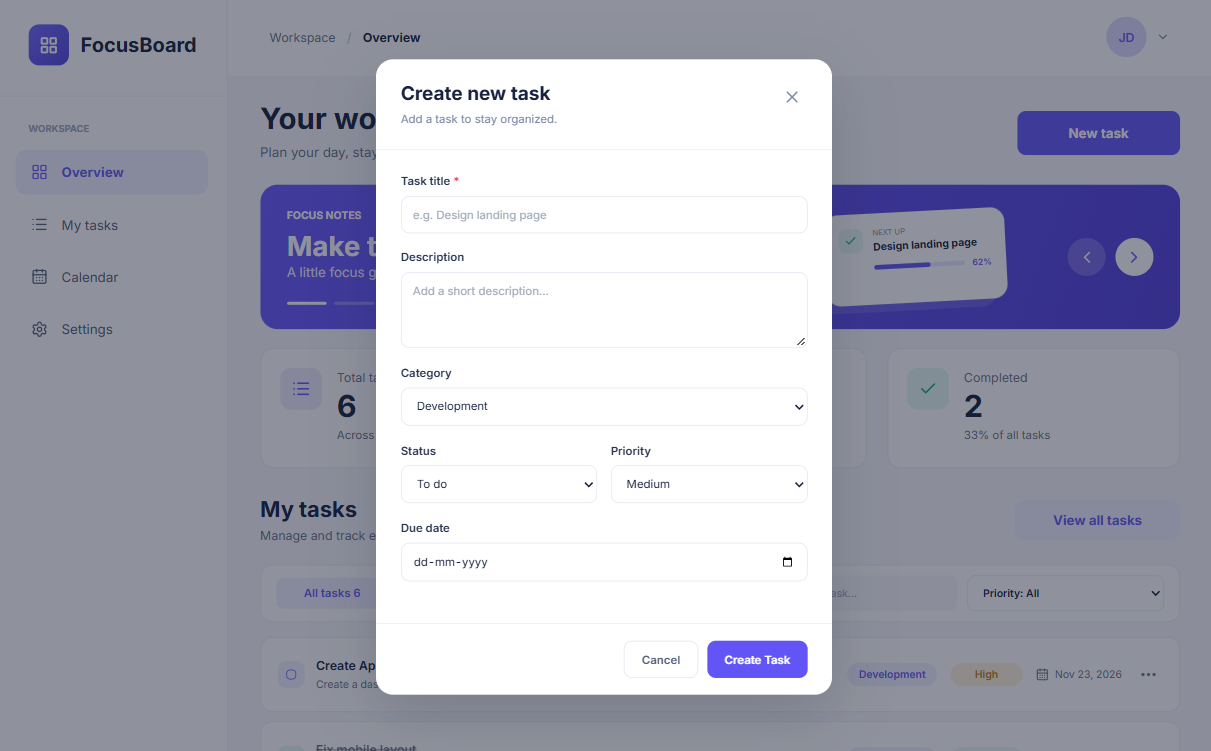 FocusBoard
Workspace / Overview
JD
WORKSPACE
Overview
My tasks
Calendar
Settings
Your wo
Plan your day, stay
New task
FOCUS NOTES
Make t
A little focus g
NEXT UP
Design landing page
62%
Total ta
6
Across
Completed
2
33% of all tasks
My tasks
Manage and track e
View all tasks
All tasks 6
ask...
Priority: All
Create Ap
Create a das
Development
High
Nov 23, 2026
Fix mobile layout
Create new task
Add a task to stay organized.
Task title *
e.g. Design landing page
Description
Add a short description...
Category
Development
Status
Priority
To do
Medium
Due date
dd-mm-yyyy
Cancel
Create Task